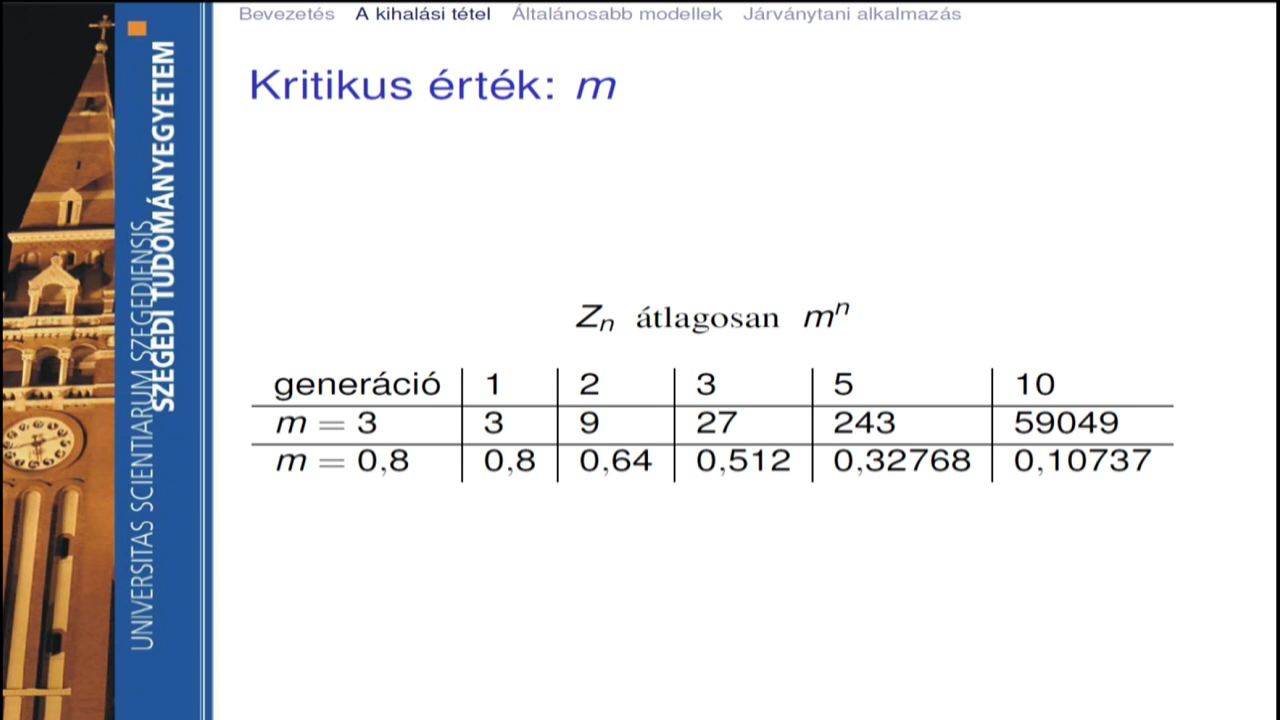 Bevezetés A kihalási tétel Általánosabb modellek Járványtani alkalmazás
UNIVERSITAS SCIENTIARUM SZEGEDIENSIS
SZEGEDI TUDOMÁNYEGYETEM
Kritikus érték: m
Zₙ átlagosan mⁿ
generáció 1 2 3 5 10
m = 3 3 9 27 243 59049
m = 0,8 0,8 0,64 0,512 0,32768 0,10737